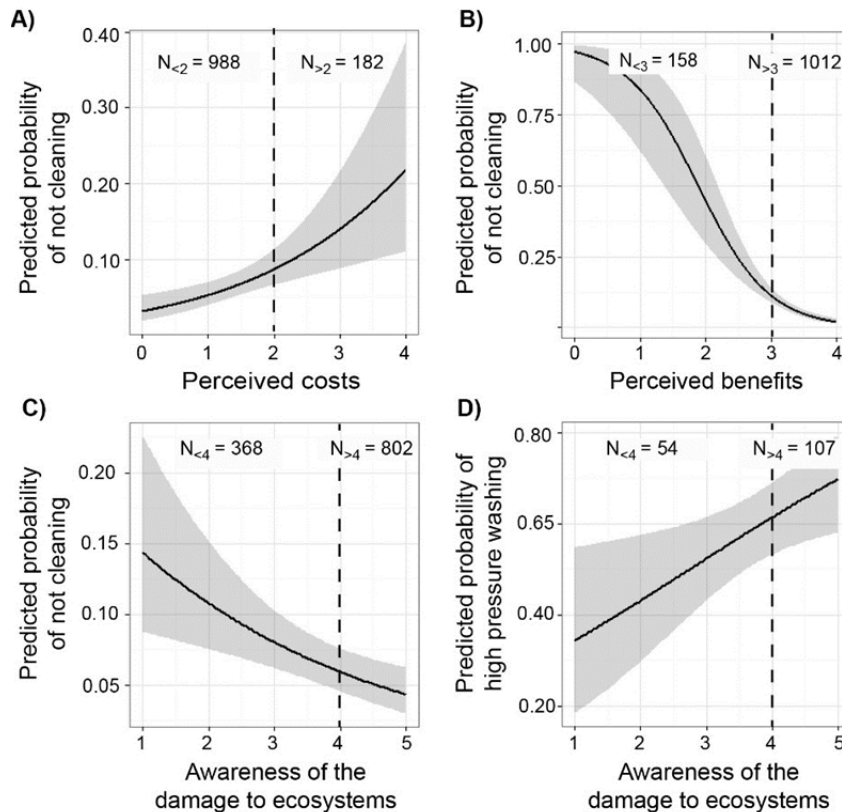 A)
0.40
0.30
0.20
0.10
N<2 = 988
N>2 = 182
0 1 2 3 4
Predicted probability
of not cleaning
Perceived costs
B)
1.00
0.75
0.50
0.25
N<3 = 158
N>3 = 1012
0 1 2 3 4
Predicted probability
of not cleaning
Perceived benefits
C)
0.20
0.15
0.10
0.05
N<4 = 368
N>4 = 802
1 2 3 4 5
Predicted probability
of not cleaning
Awareness of the
damage to ecosystems
D)
0.80
0.65
0.40
0.20
N<4 = 54
N>4 = 107
1 2 3 4 5
Predicted probability of
high pressure washing
Awareness of the
damage to ecosystems